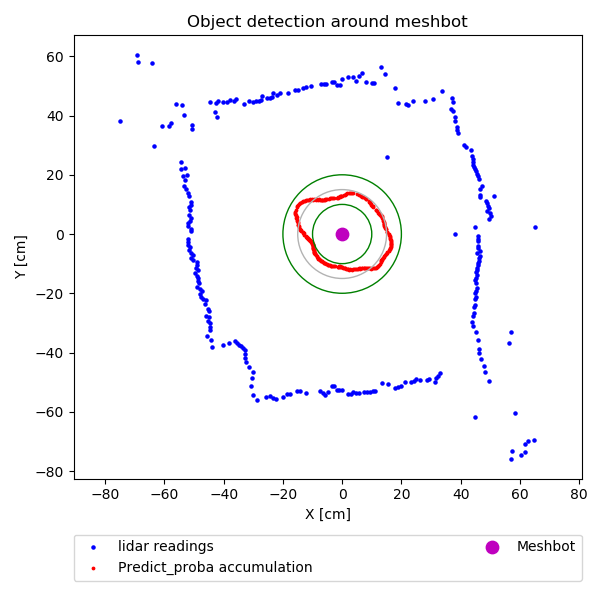 Object detection around meshbot
Y [cm]
60
40
20
0
−20
−40
−60
−80
−80 −60 −40 −20 0 20 40 60 80
X [cm]
lidar readings
Predict_proba accumulation
Meshbot